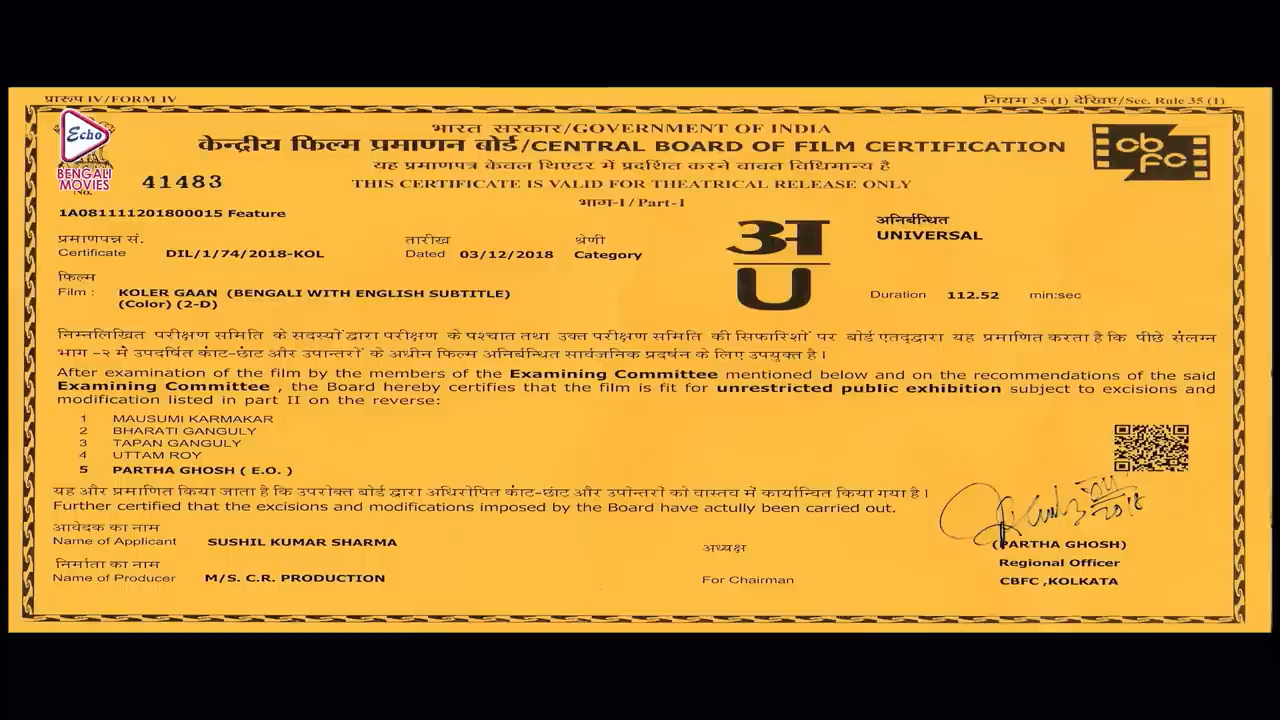 प्रारूप IV/FORM IV
नियम 35 (1) देखिए/See. Rule 35 (1)
Echo
BENGALI
MOVIES
भारत सरकार/GOVERNMENT OF INDIA
केन्द्रीय फिल्म प्रमाणन बोर्ड/CENTRAL BOARD OF FILM CERTIFICATION
यह प्रमाणपत्र केवल थिएटर में प्रदर्शित करने बावत विधिमान्य है
cb
fc
NO. 41483
THIS CERTIFICATE IS VALID FOR THEATRICAL RELEASE ONLY
भाग-I/Part-I
1A081111201800015 Feature
अ
U
अनिर्बन्धित
UNIVERSAL
प्रमाणपत्र सं. तारीख श्रेणी
Certificate DIL/1/74/2018-KOL Dated 03/12/2018 Category
फिल्म
Film : KOLER GAAN (BENGALI WITH ENGLISH SUBTITLE)
(Color) (2-D)
Duration 112.52 min:sec
निम्नलिखित परीक्षण समिति के सदस्यों द्वारा परीक्षण के पश्चात तथा उक्त परीक्षण समिति की सिफारिशों पर बोर्ड एतद्द्वारा यह प्रमाणित करता है कि पीछे संलग्न
भाग -२ मे उपदर्षित कांट-छांट और उपान्तरों के अधीन फिल्म अनिबन्धित सार्वजनिक प्रदर्षन के लिए उपयुक्त है।
After examination of the film by the members of the Examining Committee mentioned below and on the recommendations of the said
Examining Committee , the Board hereby certifies that the film is fit for unrestricted public exhibition subject to excisions and
modification listed in part II on the reverse:
1 MAUSUMI KARMAKAR
2 BHARATI GANGULY
3 TAPAN GANGULY
4 UTTAM ROY
5 PARTHA GHOSH ( E.O. )
यह और प्रमाणित किया जाता है कि उपरोक्त बोर्ड द्वारा अधिरोपित कांट-छांट और उपांन्तरों को वास्तव में कार्यान्वित किया गया है।
Further certified that the excisions and modifications imposed by the Board have actully been carried out.
2018
आवेदक का नाम
Name of Applicant SUSHIL KUMAR SHARMA
अध्यक्ष
(PARTHA GHOSH)
निर्माता का नाम
Regional Officer
Name of Producer M/S. C.R. PRODUCTION
For Chairman
CBFC ,KOLKATA